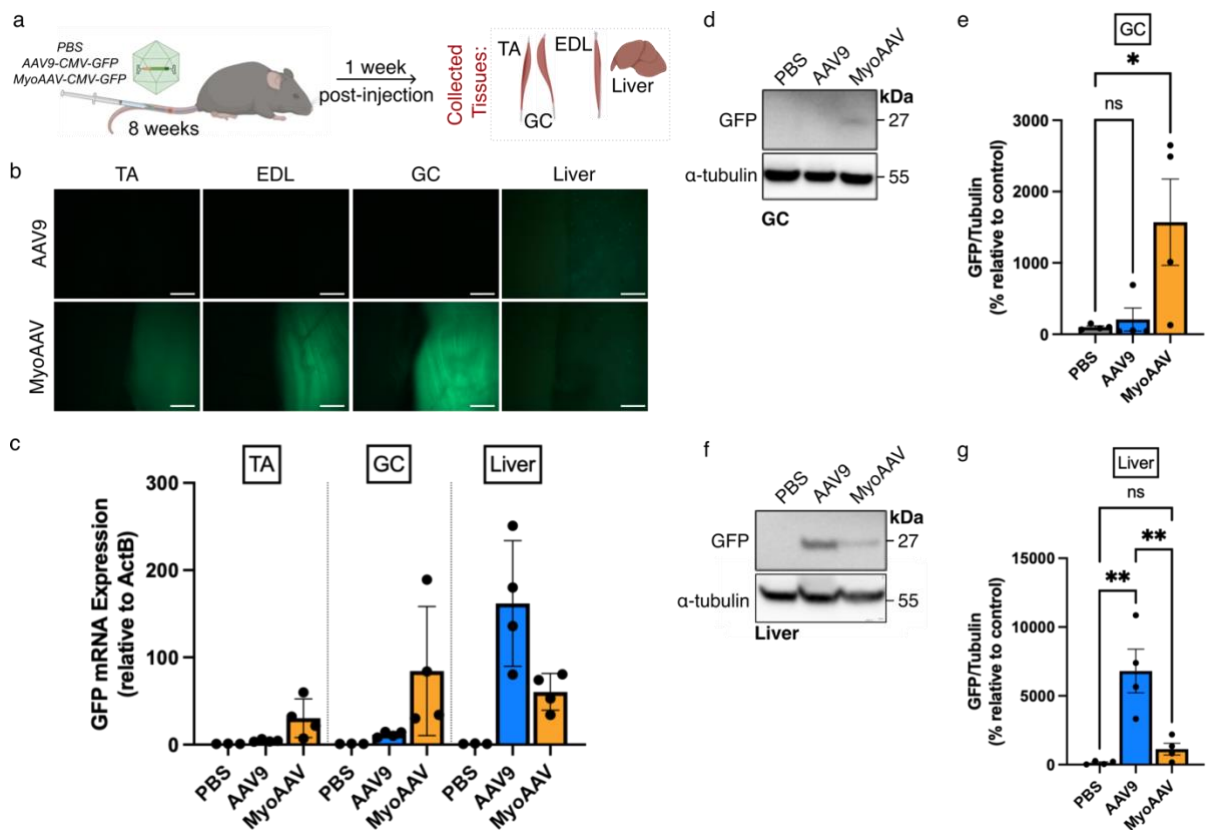 a
PBS
AAV9-CMV-GFP
MyoAAV-CMV-GFP
8 weeks
1 week
post-injection
Collected
Tissues:
TA
GC
EDL
Liver
b
TA EDL GC Liver
AAV9
MyoAAV
c
TA GC Liver
GFP mRNA Expression
(relative to ActB)
300
200
100
0
PBS AAV9 MyoAAV PBS AAV9 MyoAAV PBS AAV9 MyoAAV
d
PBS AAV9 MyoAAV
kDa
GFP 27
α-tubulin 55
GC
e
GC
*
ns
GFP/Tubulin
(% relative to control)
3000
2000
1000
0
PBS AAV9 MyoAAV
f
PBS AAV9 MyoAAV
kDa
GFP 27
α-tubulin 55
Liver
g
Liver
ns
**
**
GFP/Tubulin
(% relative to control)
15000
10000
5000
0
PBS AAV9 MyoAAV